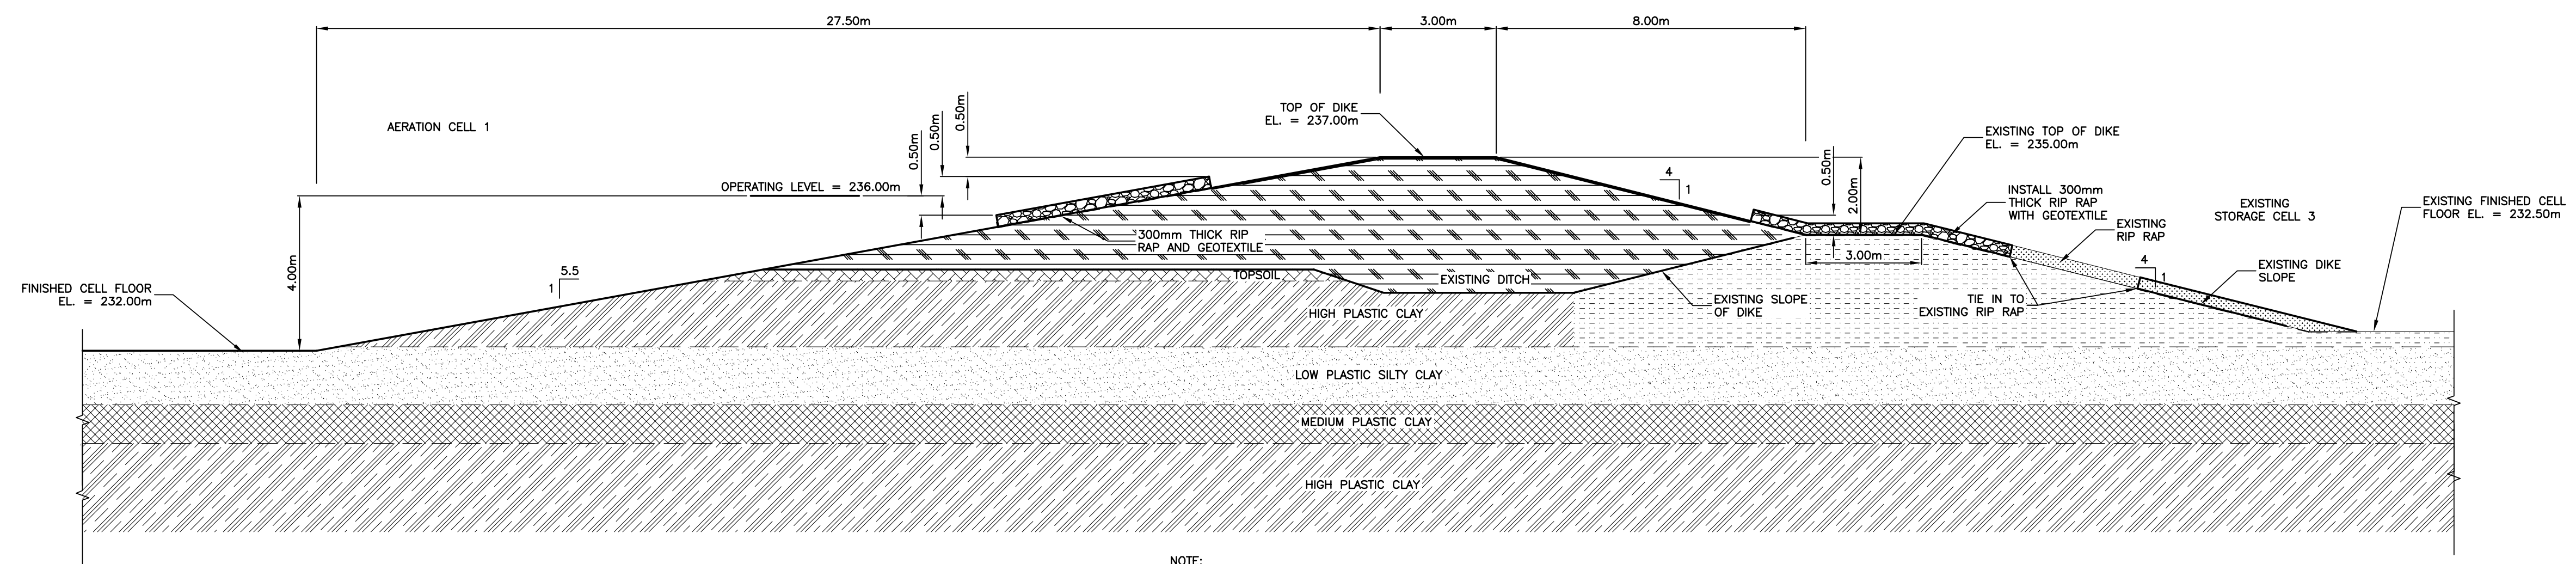 27.50m
3.00m
8.00m
AERATION CELL 1
0.50m
0.50m
0.50m
TOP OF DIKE
EL. = 237.00m
OPERATING LEVEL = 236.00m
4
1
0.50m
2.00m
EXISTING TOP OF DIKE
EL. = 235.00m
INSTALL 300mm
THICK RIP RAP
WITH GEOTEXTILE
EXISTING
STORAGE CELL 3
EXISTING
RIP RAP
EXISTING FINISHED CELL
FLOOR EL. = 232.50m
300mm THICK RIP
RAP AND GEOTEXTILE
3.00m
4
1
EXISTING DIKE
SLOPE
4.00m
5.5
1
TOPSOIL
EXISTING DITCH
FINISHED CELL FLOOR
EL. = 232.00m
EXISTING SLOPE
OF DIKE
TIE IN TO
EXISTING RIP RAP
HIGH PLASTIC CLAY
LOW PLASTIC SILTY CLAY
MEDIUM PLASTIC CLAY
HIGH PLASTIC CLAY
NOTE: